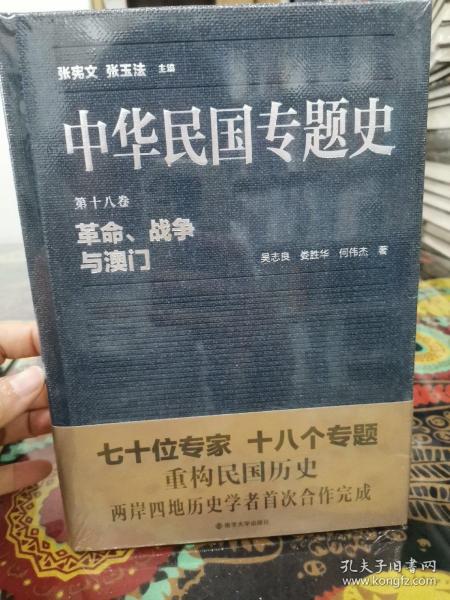 张宪文 张玉法 主编
中华民国专题史
第十八卷
革命、战争
与澳门
吴志良 娄胜华 何伟杰 著
七十位专家 十八个专题
重构民国历史
两岸四地历史学者首次合作完成
南京大学出版社
孔夫子旧书网
www.kongfz.com